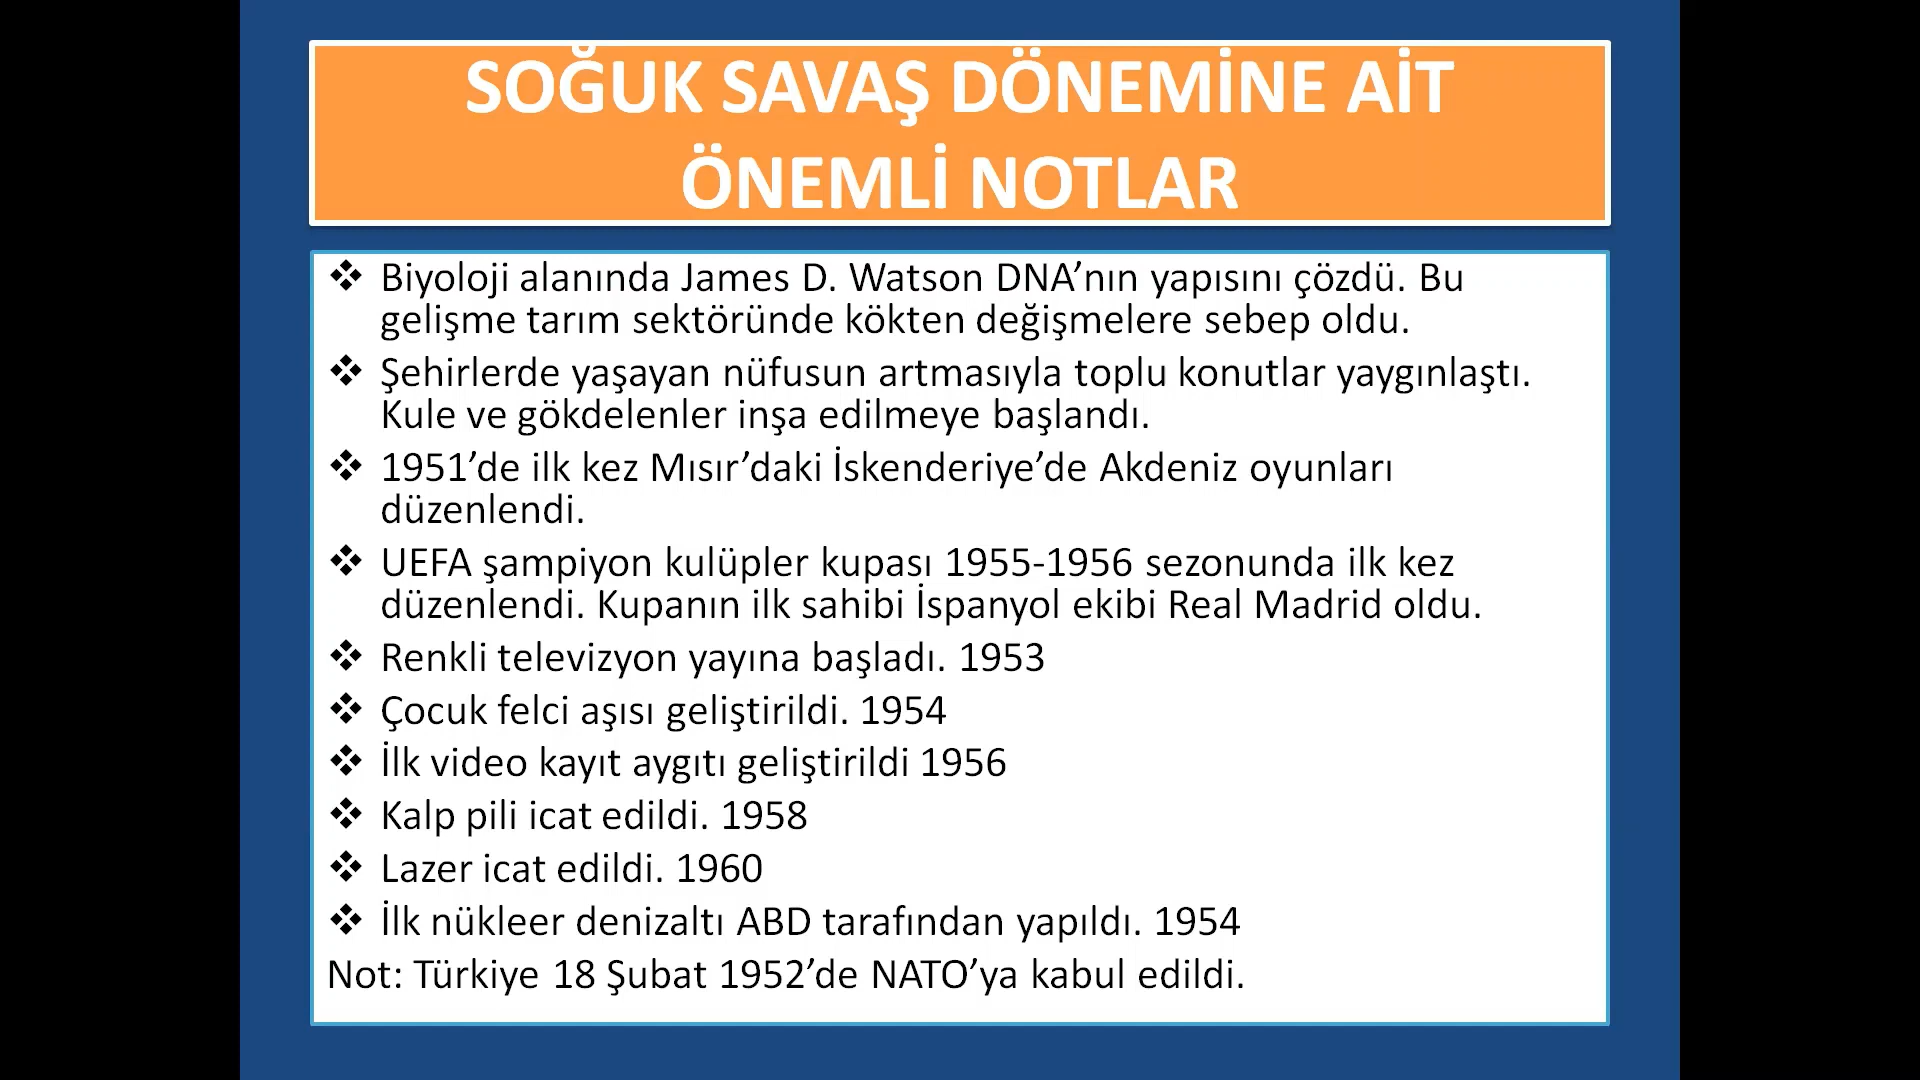 SOĞUK SAVAŞ DÖNEMİNE AİT
ÖNEMLİ NOTLAR
❖ Biyoloji alanında James D. Watson DNA’nın yapısını çözdü. Bu
gelişme tarım sektöründe kökten değişmelere sebep oldu.
❖ Şehirlerde yaşayan nüfusun artmasıyla toplu konutlar yaygınlaştı.
Kule ve gökdelenler inşa edilmeye başlandı.
❖ 1951’de ilk kez Mısır’daki İskenderiye’de Akdeniz oyunları
düzenlendi.
❖ UEFA şampiyon kulüpler kupası 1955-1956 sezonunda ilk kez
düzenlendi. Kupanın ilk sahibi İspanyol ekibi Real Madrid oldu.
❖ Renkli televizyon yayına başladı. 1953
❖ Çocuk felci aşısı geliştirildi. 1954
❖ İlk video kayıt aygıtı geliştirildi 1956
❖ Kalp pili icat edildi. 1958
❖ Lazer icat edildi. 1960
❖ İlk nükleer denizaltı ABD tarafından yapıldı. 1954
Not: Türkiye 18 Şubat 1952’de NATO’ya kabul edildi.